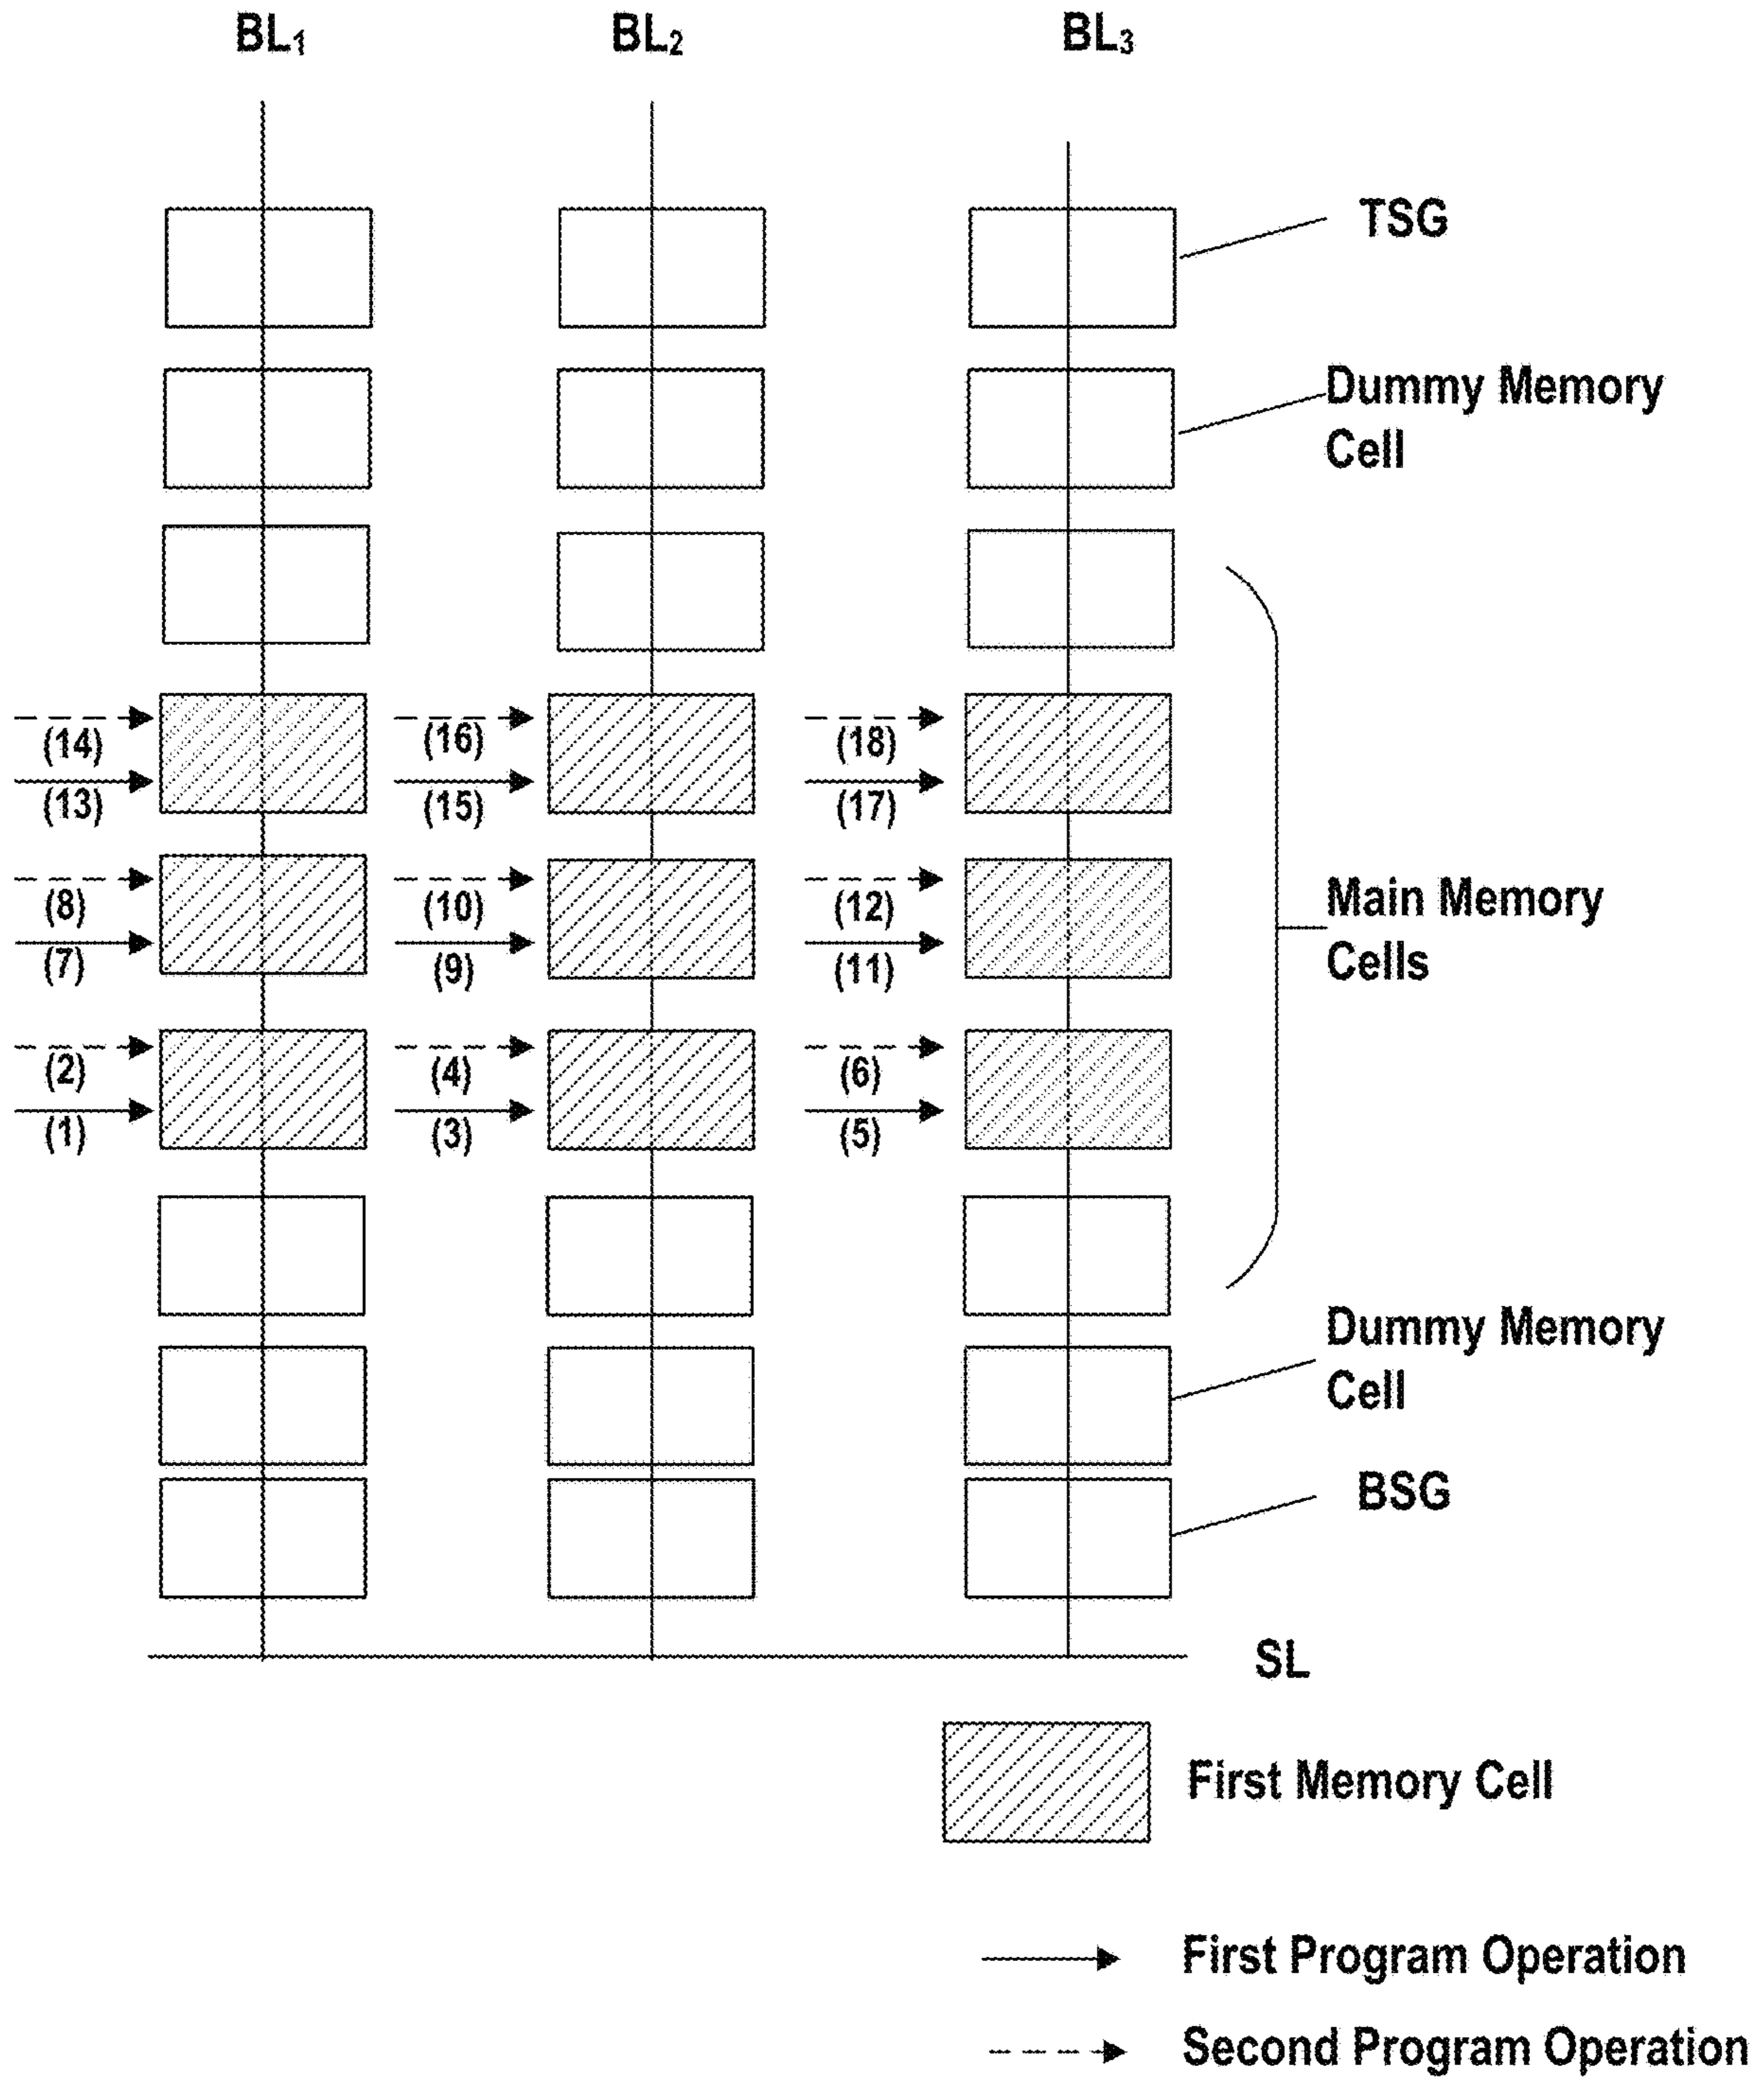 BL₁ BL₂ BL₃
TSG
Dummy Memory
Cell
(14) (16) (18)
(13) (15) (17)
(8) (10) (12)
Main Memory
Cells
(7) (9) (11)
(2) (4) (6)
(1) (3) (5)
Dummy Memory
Cell
BSG
SL
First Memory Cell
First Program Operation
Second Program Operation